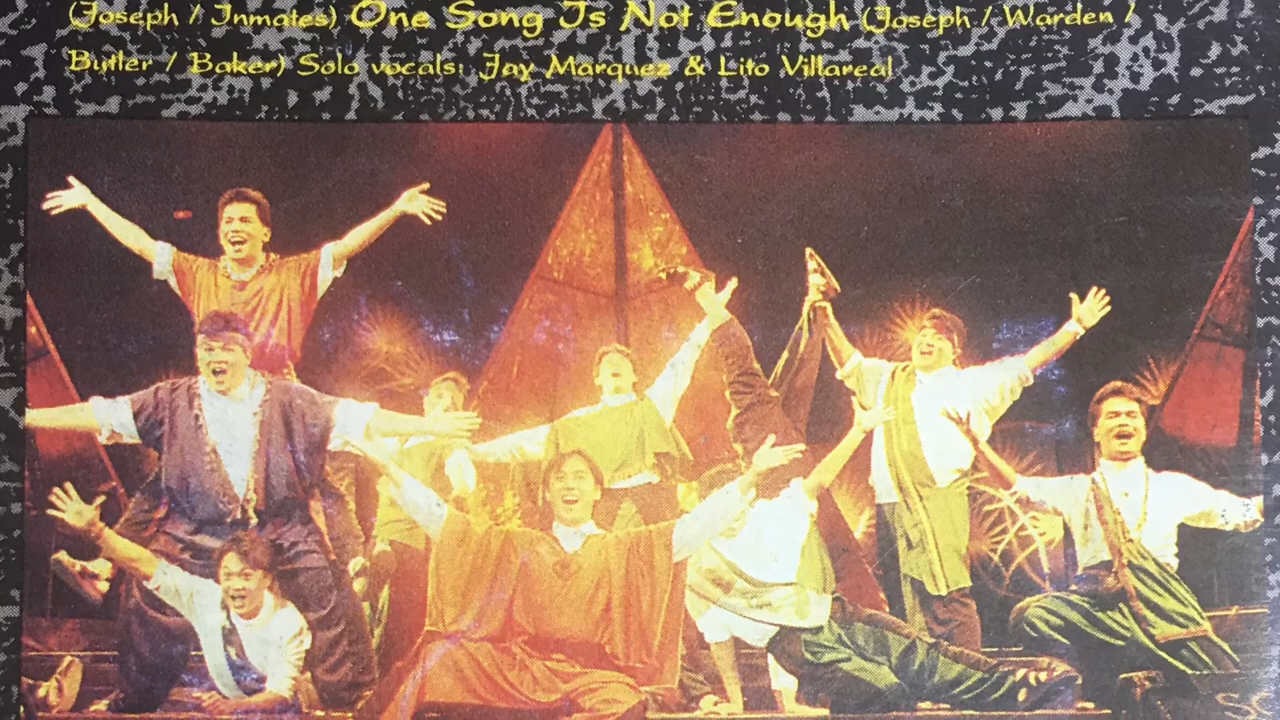 (Joseph / Inmates) One Song Is Not Enough (Joseph / Warden /
Butler / Baker) Solo vocals: Jay Marquez & Lito Villareal